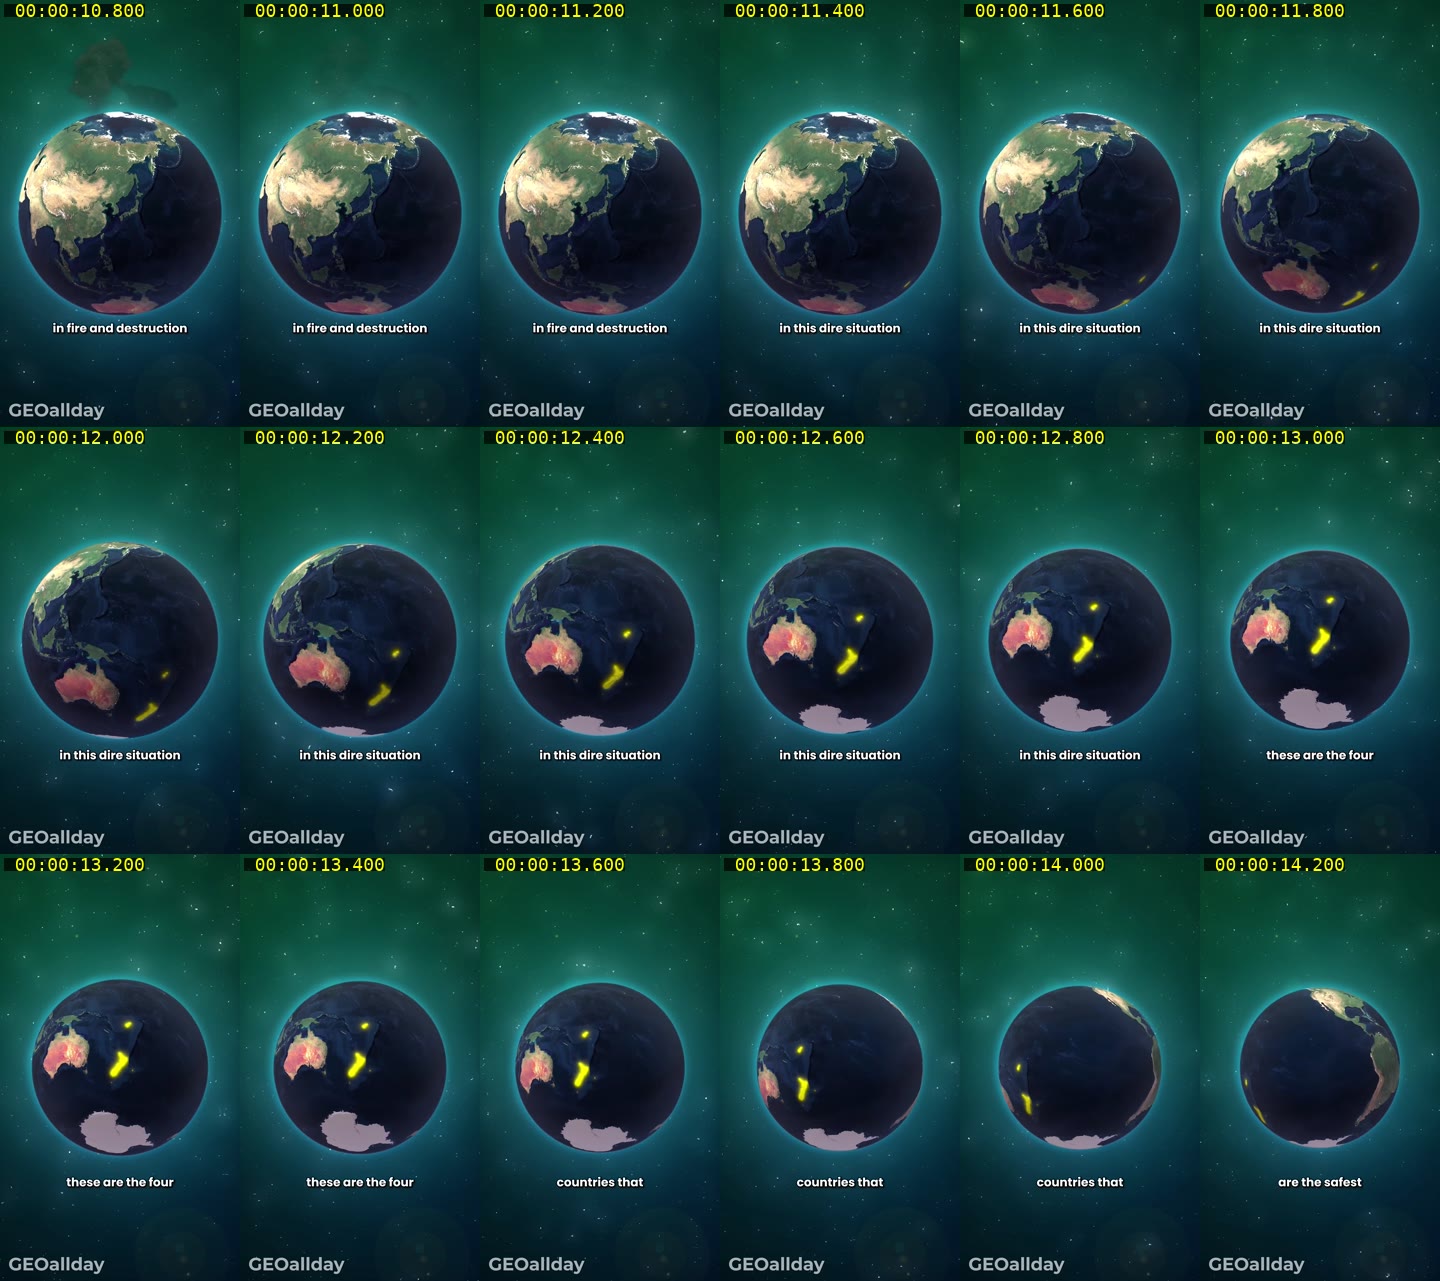 00:00:10.800
00:00:11.000
00:00:11.200
00:00:11.400
00:00:11.600
00:00:11.800
in fire and destruction
in fire and destruction
in fire and destruction
in this dire situation
in this dire situation
in this dire situation
GEOallday
GEOallday
GEOallday
GEOallday
GEOallday
GEOallday
00:00:12.000
00:00:12.200
00:00:12.400
00:00:12.600
00:00:12.800
00:00:13.000
in this dire situation
in this dire situation
in this dire situation
in this dire situation
in this dire situation
these are the four
GEOallday
GEOallday
GEOallday
GEOallday
GEOallday
GEOallday
00:00:13.200
00:00:13.400
00:00:13.600
00:00:13.800
00:00:14.000
00:00:14.200
these are the four
these are the four
countries that
countries that
countries that
are the safest
GEOallday
GEOallday
GEOallday
GEOallday
GEOallday
GEOallday